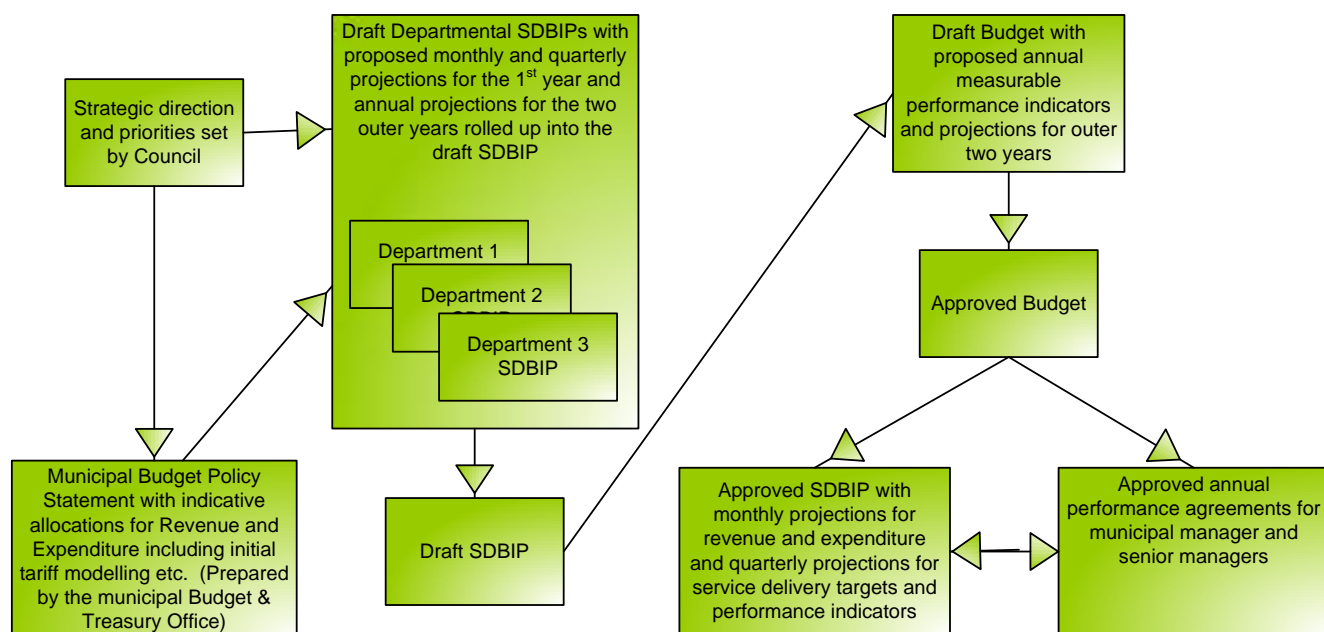 Strategic direction
and priorities set
by Council
Municipal Budget Policy
Statement with indicative
allocations for Revenue and
Expenditure including initial
tariff modelling etc. (Prepared
by the municipal Budget &
Treasury Office)
Draft Departmental SDBIPs with
proposed monthly and quarterly
projections for the 1st year and
annual projections for the two
outer years rolled up into the
draft SDBIP
Department 1
Department 2
SDBIP
Department 3
SDBIP
Draft SDBIP
Draft Budget with
proposed annual
measurable
performance indicators
and projections for outer
two years
Approved Budget
Approved SDBIP with
monthly projections for
revenue and expenditure
and quarterly projections for
service delivery targets and
performance indicators
Approved annual
performance agreements for
municipal manager and
senior managers